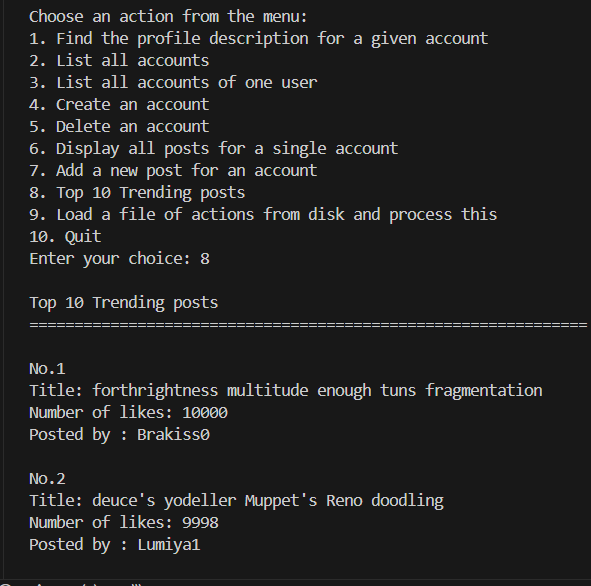 Choose an action from the menu:
1. Find the profile description for a given account
2. List all accounts
3. List all accounts of one user
4. Create an account
5. Delete an account
6. Display all posts for a single account
7. Add a new post for an account
8. Top 10 Trending posts
9. Load a file of actions from disk and process this
10. Quit
Enter your choice: 8
Top 10 Trending posts
==============================================================
No.1
Title: forthrightness multitude enough tuns fragmentation
Number of likes: 10000
Posted by : Brakiss0
No.2
Title: deuce's yodeller Muppet's Reno doodling
Number of likes: 9998
Posted by : Lumiya1